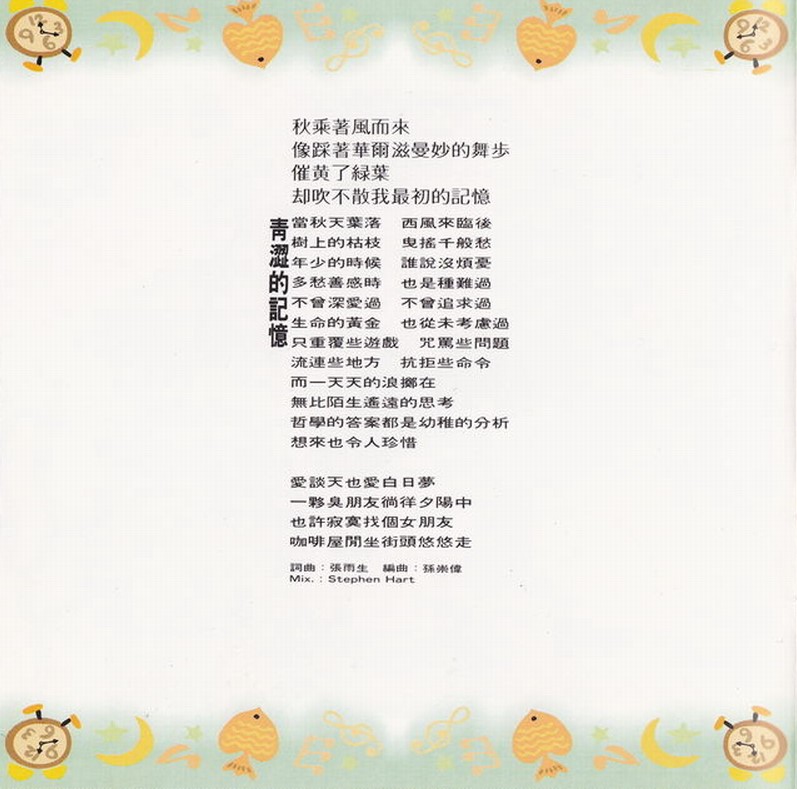 秋乘著風而來
像踩著華爾滋曼妙的舞步
催黃了綠葉
却吹不散我最初的記憶
青澀的記憶
當秋天葉落　西風來臨後
樹上的枯枝　曳搖千般愁
年少的時候　誰說沒煩憂
多愁善感時　也是種難過
不曾深愛過　不曾追求過
生命的黃金　也從未考慮過
只重覆些遊戲　咒罵些問題
流連些地方　抗拒些命令
而一天天的浪擲在
無比陌生遙遠的思考
哲學的答案都是幼稚的分析
想來也令人珍惜
愛談天也愛白日夢
一夥臭朋友徜徉夕陽中
也許寂寞找個女朋友
咖啡屋閒坐街頭悠悠走
詞曲：張雨生　編曲：孫崇偉
Mix.：Stephen Hart